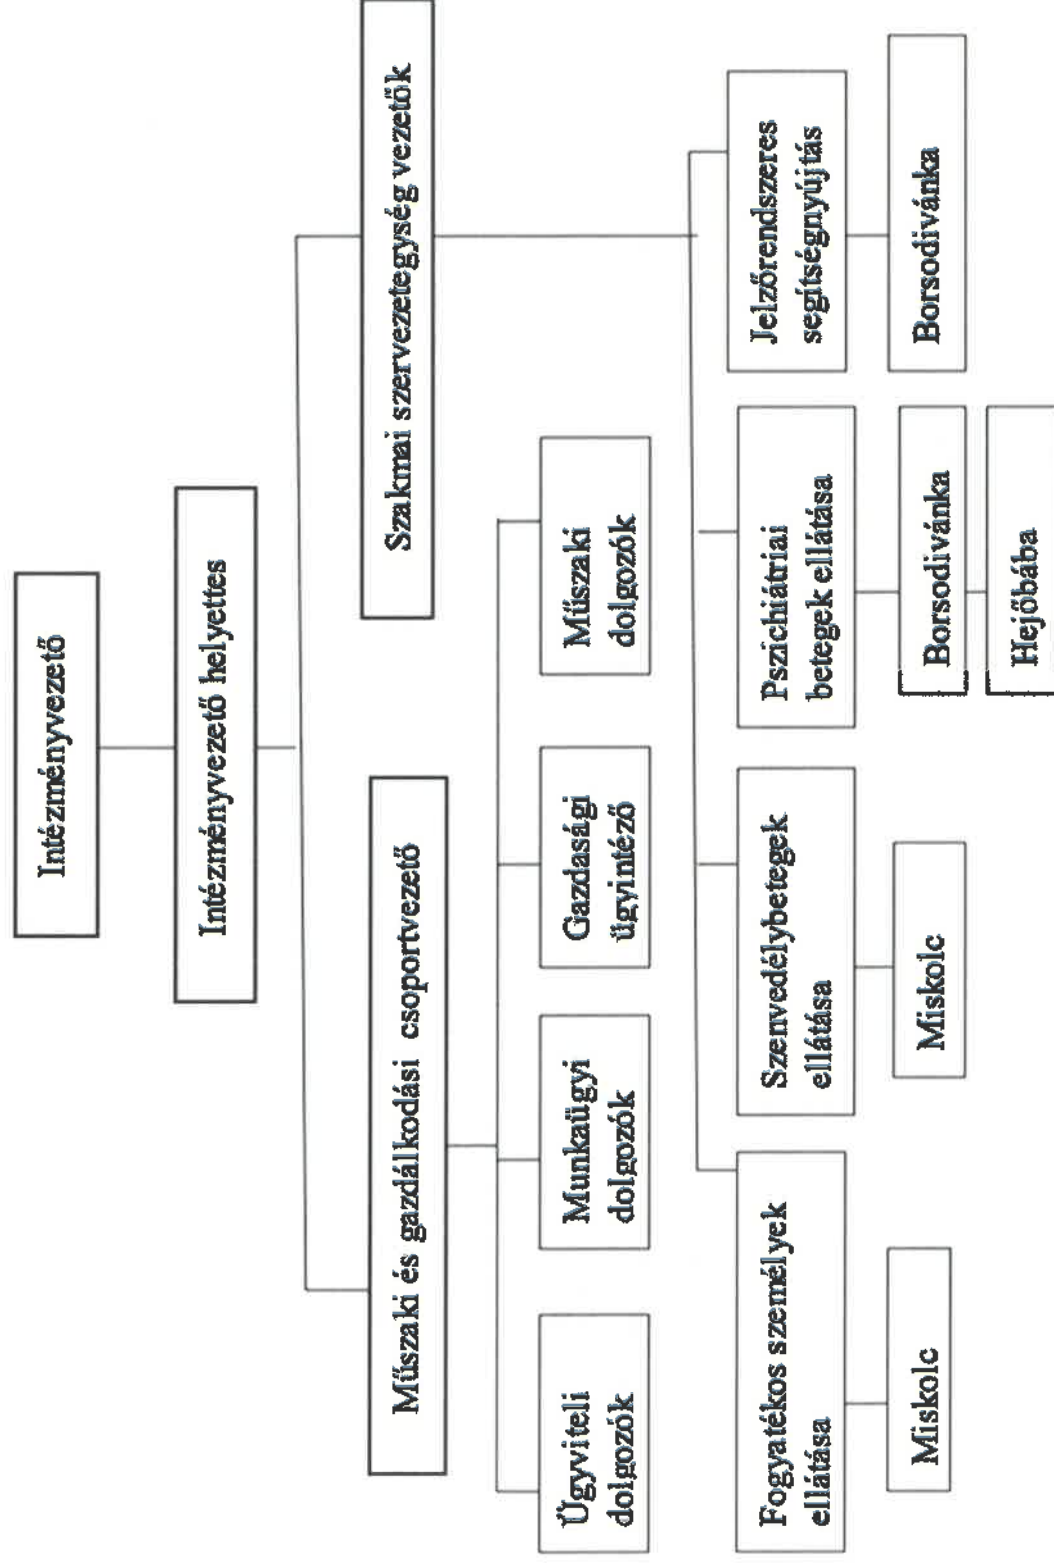 Intézményvezető
Intézményvezető helyettes
Műszaki és gazdálkodási csoportvezető
Szakmai szervezetegység vezetők
Ügyviteli
dolgozók
Munkaügyi
dolgozók
Gazdasági
ügyintéző
Műszaki
dolgozók
Fogyatékos személyek
ellátása
Szenvedélybetegek
ellátása
Pszichiátriai
betegek ellátása
Jelzőrendszeres
segítségnyújtás
Miskolc
Miskolc
Borsodivánka
Borsodivánka
Hejőbába